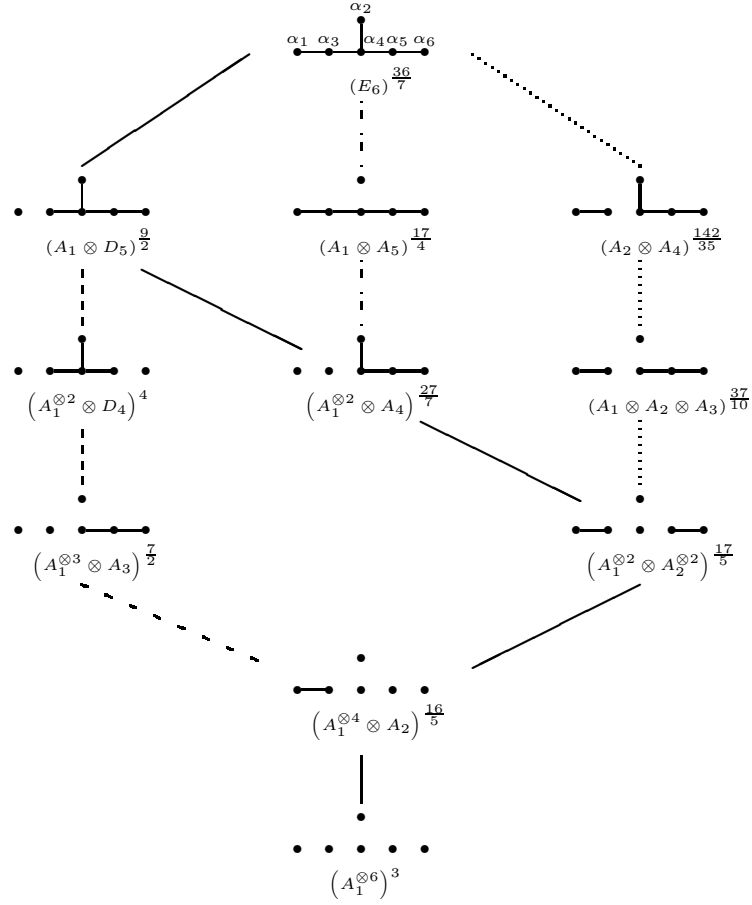 α₂
α₁ α₃ α₄ α₅ α₆
(E₆)^{36/7}
(A₁ ⊗ D₅)^{9/2} (A₁ ⊗ A₅)^{17/4} (A₂ ⊗ A₄)^{142/35}
(A₁^{⊗2} ⊗ D₄)^{4} (A₁^{⊗2} ⊗ A₄)^{27/7} (A₁ ⊗ A₂ ⊗ A₃)^{37/10}
(A₁^{⊗3} ⊗ A₃)^{7/2} (A₁^{⊗2} ⊗ A₂^{⊗2})^{17/5}
(A₁^{⊗4} ⊗ A₂)^{16/5}
(A₁^{⊗6})^{3}